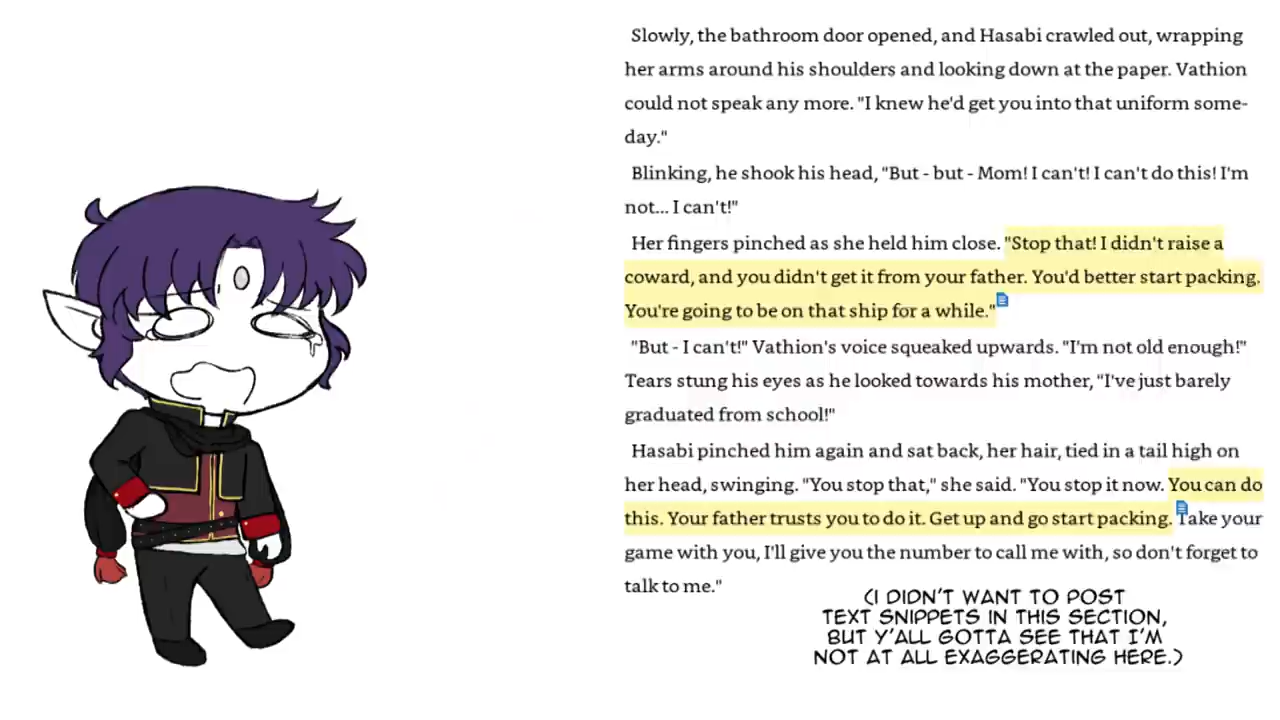 Slowly, the bathroom door opened, and Hasabi crawled out, wrapping
her arms around his shoulders and looking down at the paper. Vathion
could not speak any more. "I knew he'd get you into that uniform some-
day."
Blinking, he shook his head, "But - but - Mom! I can't! I can't do this! I'm
not... I can't!"
Her fingers pinched as she held him close. "Stop that! I didn't raise a
coward, and you didn't get it from your father. You'd better start packing.
You're going to be on that ship for a while."
"But - I can't!" Vathion's voice squeaked upwards. "I'm not old enough!"
Tears stung his eyes as he looked towards his mother, "I've just barely
graduated from school!"
Hasabi pinched him again and sat back, her hair, tied in a tail high on
her head, swinging. "You stop that," she said. "You stop it now. You can do
this. Your father trusts you to do it. Get up and go start packing. Take your
game with you, I'll give you the number to call me with, so don't forget to
talk to me."
(I DIDN'T WANT TO POST
TEXT SNIPPETS IN THIS SECTION,
BUT Y'ALL GOTTA SEE THAT I'M
NOT AT ALL EXAGGERATING HERE.)